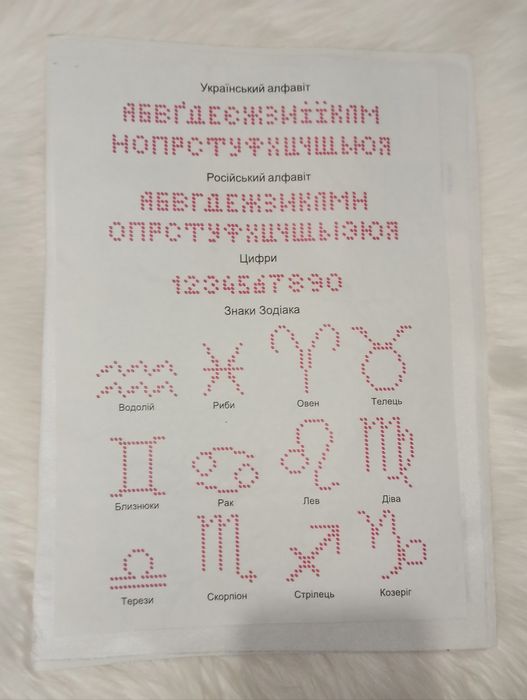 Український алфавіт
АБВҐДЕЄЖЗИІЇКЛМ
НОПРСТУФХЦЧШЩЬЮЯ
Російський алфавіт
АБВГДЕЖЗИКЛМН
ОПРСТУФХЦЧШЩЫЭЮЯ
Цифри
1234567890
Знаки Зодіака
Водолій Риби Овен Телець
Близнюки Рак Лев Діва
Терези Скорпіон Стрілець Козеріг